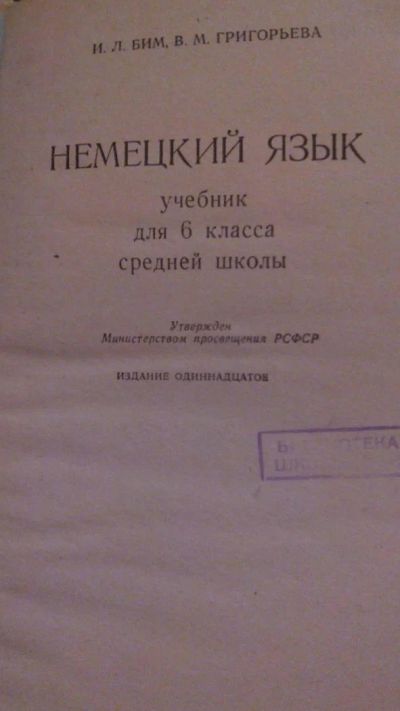 И. Л. БИМ, В. М. ГРИГОРЬЕВА
НЕМЕЦКИЙ ЯЗЫК
учебник
для 6 класса
средней школы
Утвержден
Министерством просвещения РСФСР
ИЗДАНИЕ ОДИННАДЦАТОЕ